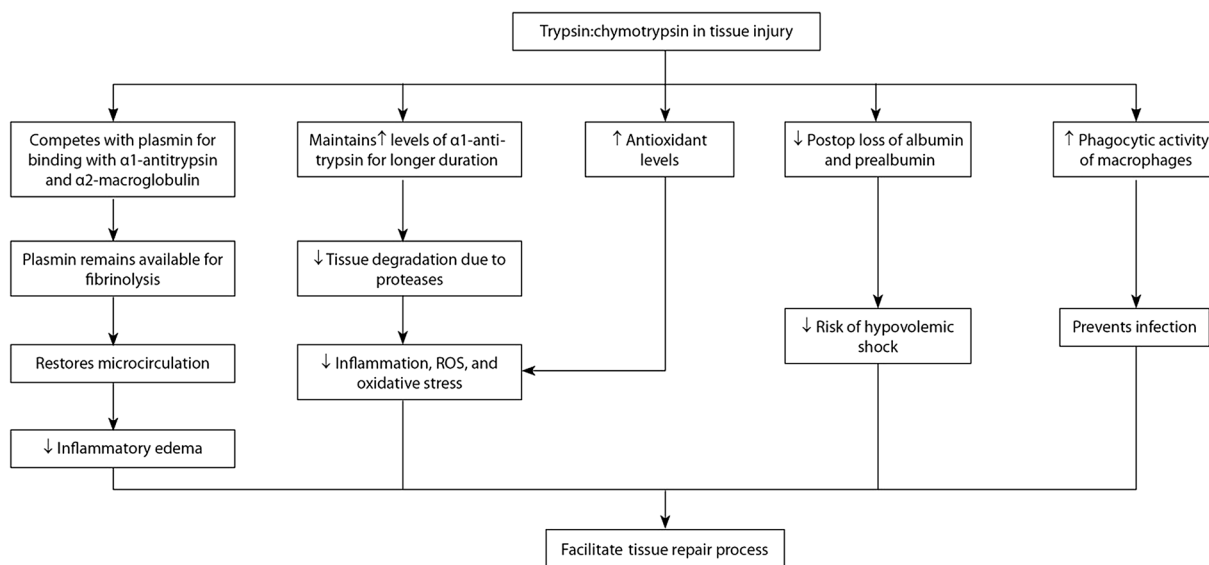 Trypsin:chymotrypsin in tissue injury
Competes with plasmin for
binding with α1-antitrypsin
and α2-macroglobulin
Maintains↑ levels of α1-anti-
trypsin for longer duration
↑ Antioxidant
levels
↓ Postop loss of albumin
and prealbumin
↑ Phagocytic activity
of macrophages
Plasmin remains available for
fibrinolysis
↓ Tissue degradation due to
proteases
Restores microcirculation
↓ Inflammation, ROS, and
oxidative stress
↓ Risk of hypovolemic
shock
Prevents infection
↓ Inflammatory edema
Facilitate tissue repair process